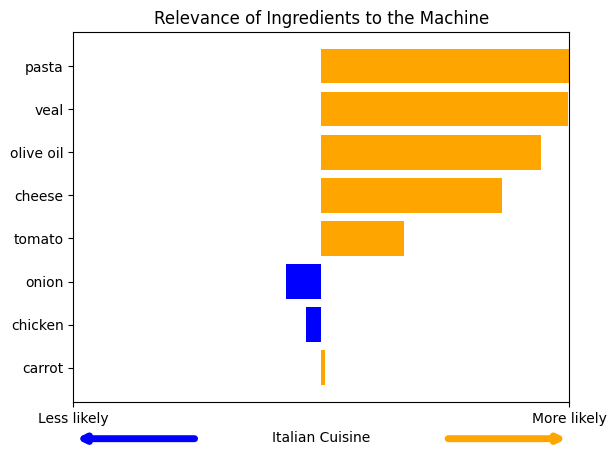 Relevance of Ingredients to the Machine
pasta
veal
olive oil
cheese
tomato
onion
chicken
carrot
Less likely
More likely
Italian Cuisine